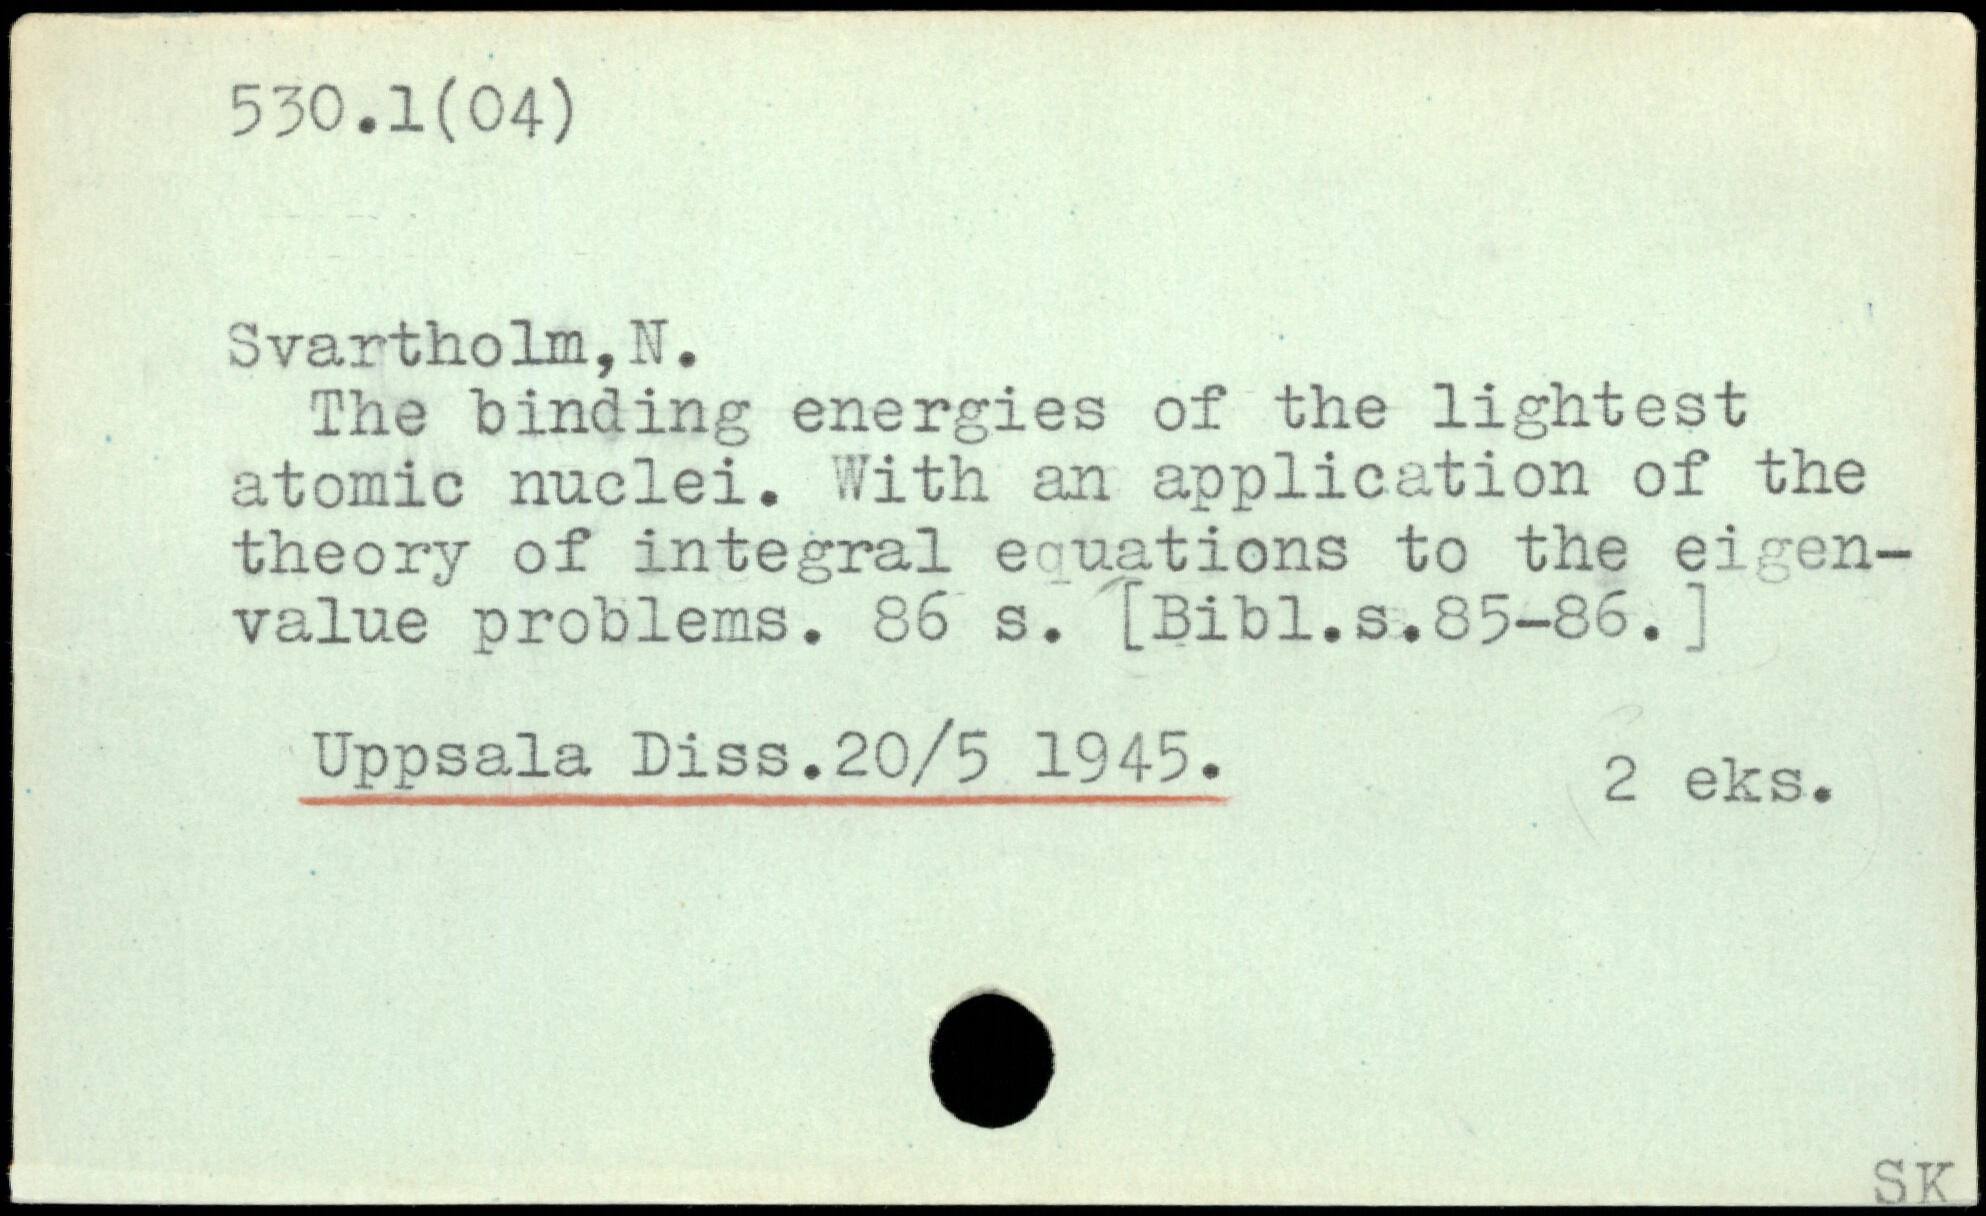 530.1(04)
Svartholm,N.
The binding energies of the lightest
atomic nuclei. With an application of the
theory of integral equations to the eigen-
value problems. 86 s. [Bibl.s.85-86.]
Uppsala Diss.20/5 1945.
2 eks.
SK